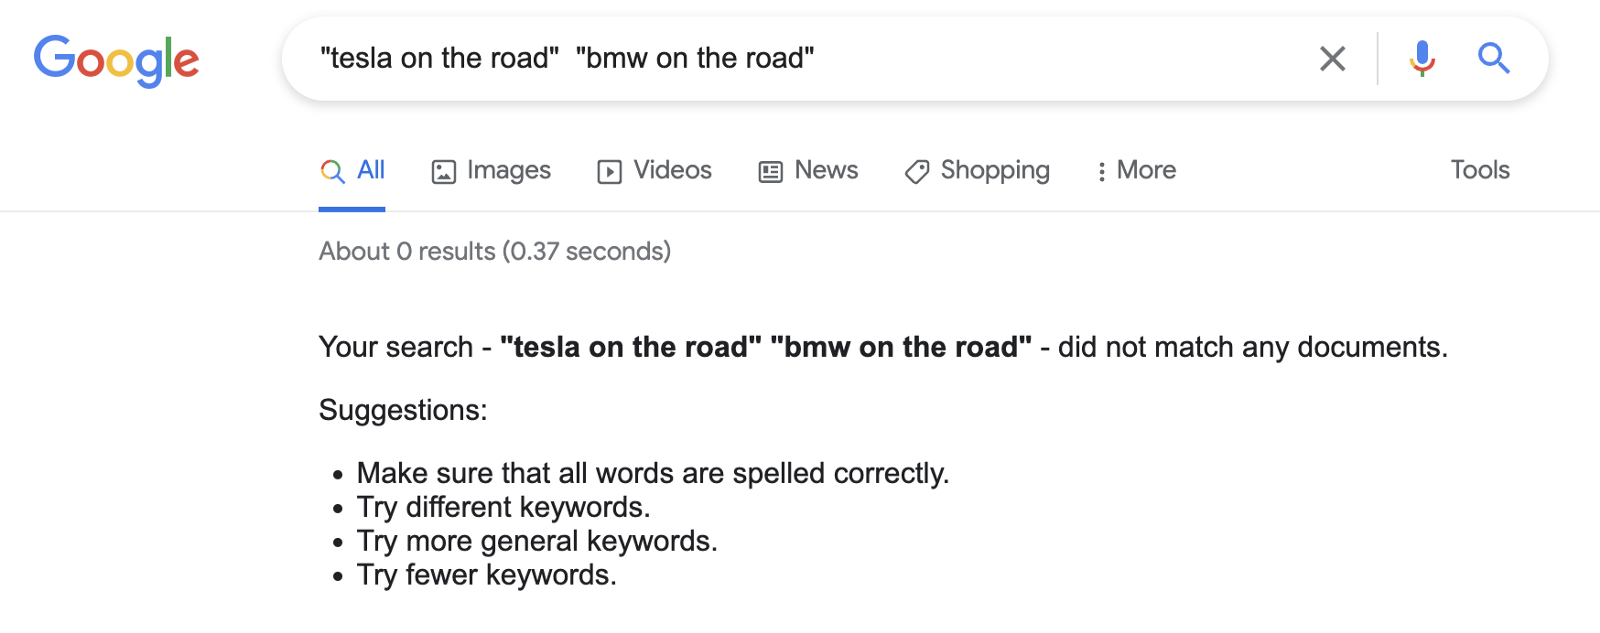 Google
"tesla on the road"  "bmw on the road"
All Images Videos News Shopping More Tools
About 0 results (0.37 seconds)
Your search - "tesla on the road" "bmw on the road" - did not match any documents.
Suggestions:
• Make sure that all words are spelled correctly.
• Try different keywords.
• Try more general keywords.
• Try fewer keywords.